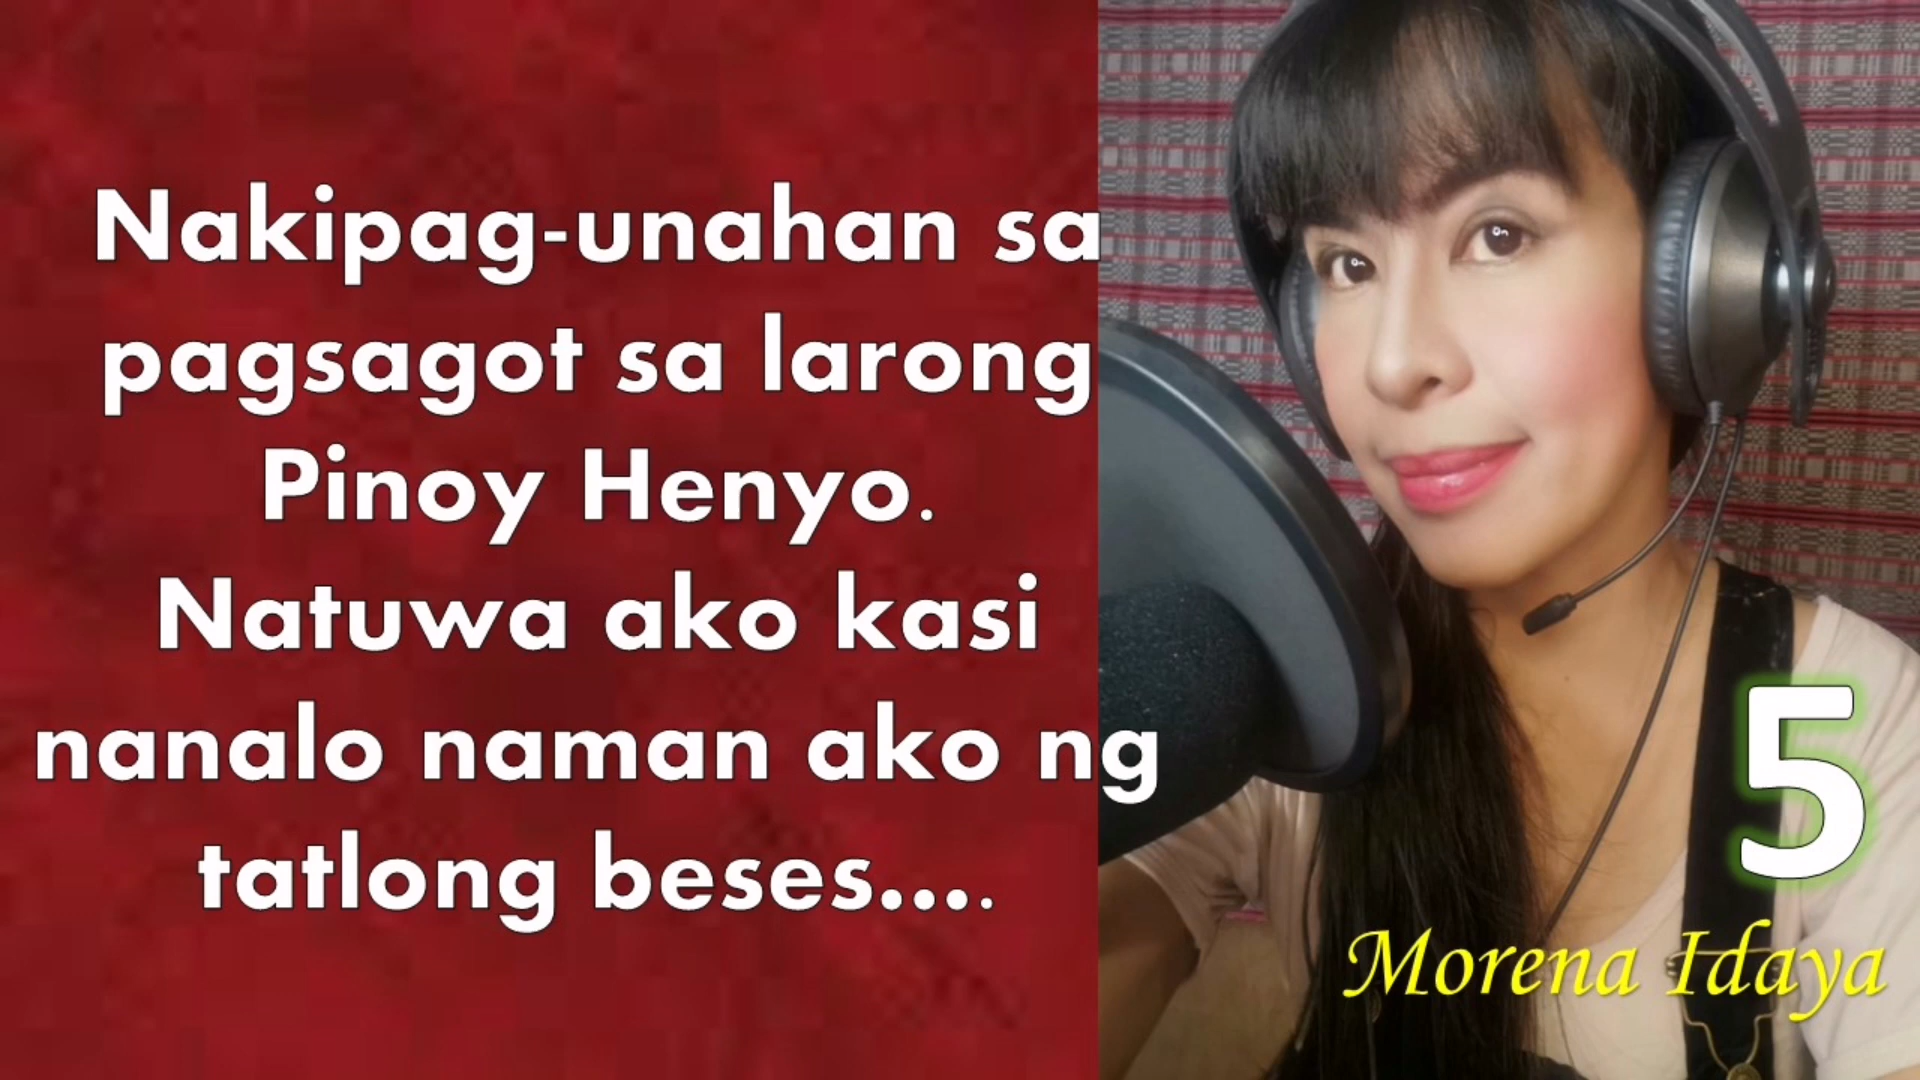 Nakipag-unahan sa
pagsagot sa larong
Pinoy Henyo.
Natuwa ako kasi
nanalo naman ako ng
tatlong beses....
5
Morena Idaya